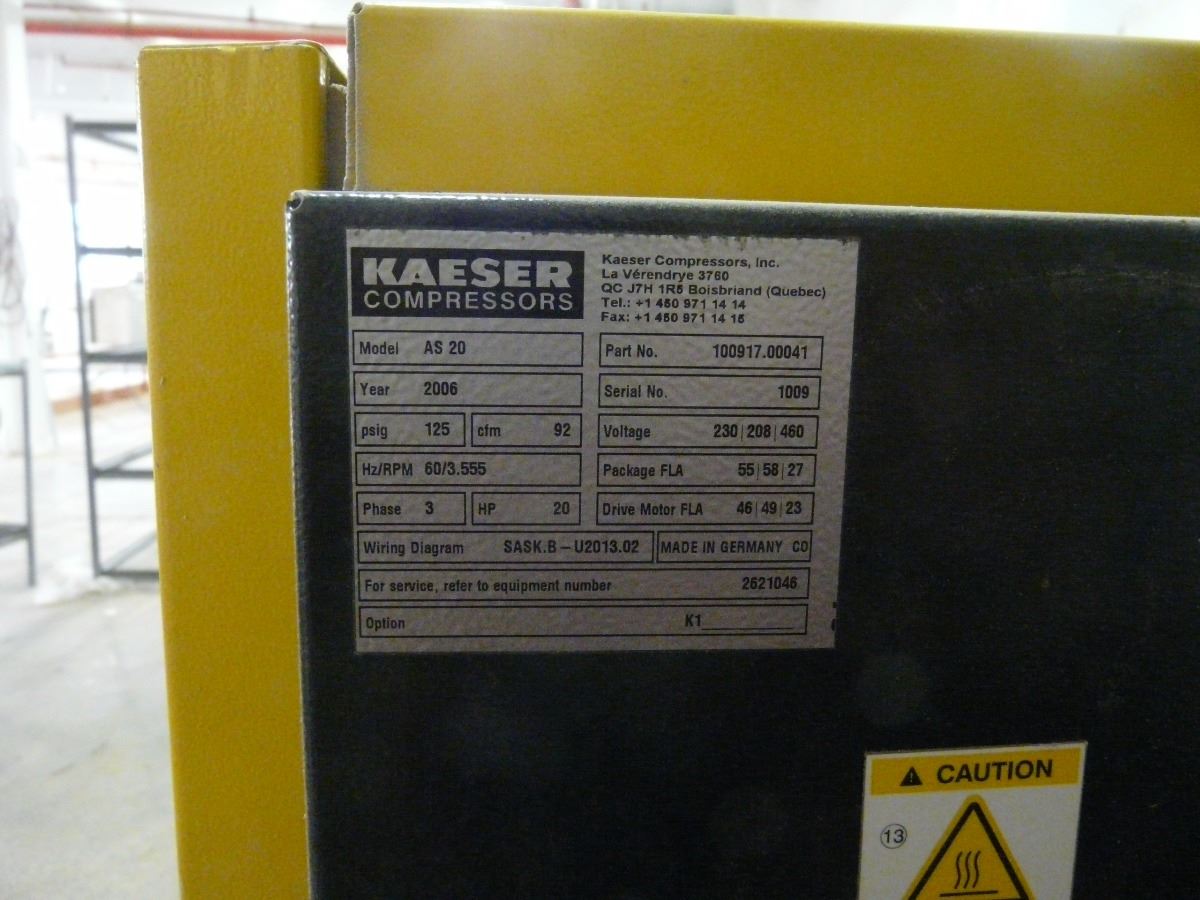 KAESER
COMPRESSORS
Kaeser Compressors, Inc.
La Vérendrye 3760
QC J7H 1R5 Boisbriand (Quebec)
Tel.: +1 450 971 14 14
Fax: +1 450 971 14 15
Model AS 20
Part No. 100917.00041
Year 2006
Serial No. 1009
psig 125 cfm 92
Voltage 230|208|460
Hz/RPM 60/3.555
Package FLA 55|58|27
Phase 3 HP 20
Drive Motor FLA 46|49|23
Wiring Diagram SASK.B – U2013.02 MADE IN GERMANY CO
For service, refer to equipment number 2621046
Option K1__________
CAUTION
13